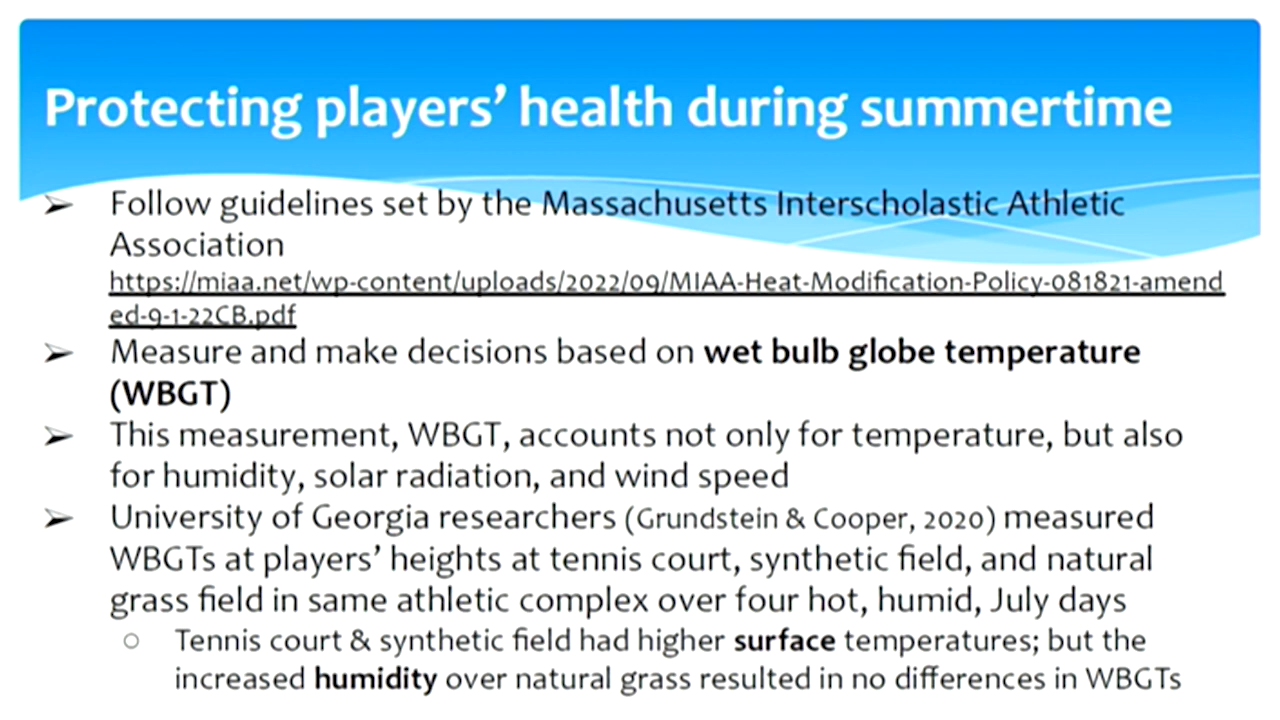 Protecting players’ health during summertime
➢ Follow guidelines set by the Massachusetts Interscholastic Athletic
Association
https://miaa.net/wp-content/uploads/2022/09/MIAA-Heat-Modification-Policy-081821-amend
ed-9-1-22CB.pdf
➢ Measure and make decisions based on wet bulb globe temperature
(WBGT)
➢ This measurement, WBGT, accounts not only for temperature, but also
for humidity, solar radiation, and wind speed
➢ University of Georgia researchers (Grundstein & Cooper, 2020) measured
WBGTs at players’ heights at tennis court, synthetic field, and natural
grass field in same athletic complex over four hot, humid, July days
○ Tennis court & synthetic field had higher surface temperatures; but the
increased humidity over natural grass resulted in no differences in WBGTs